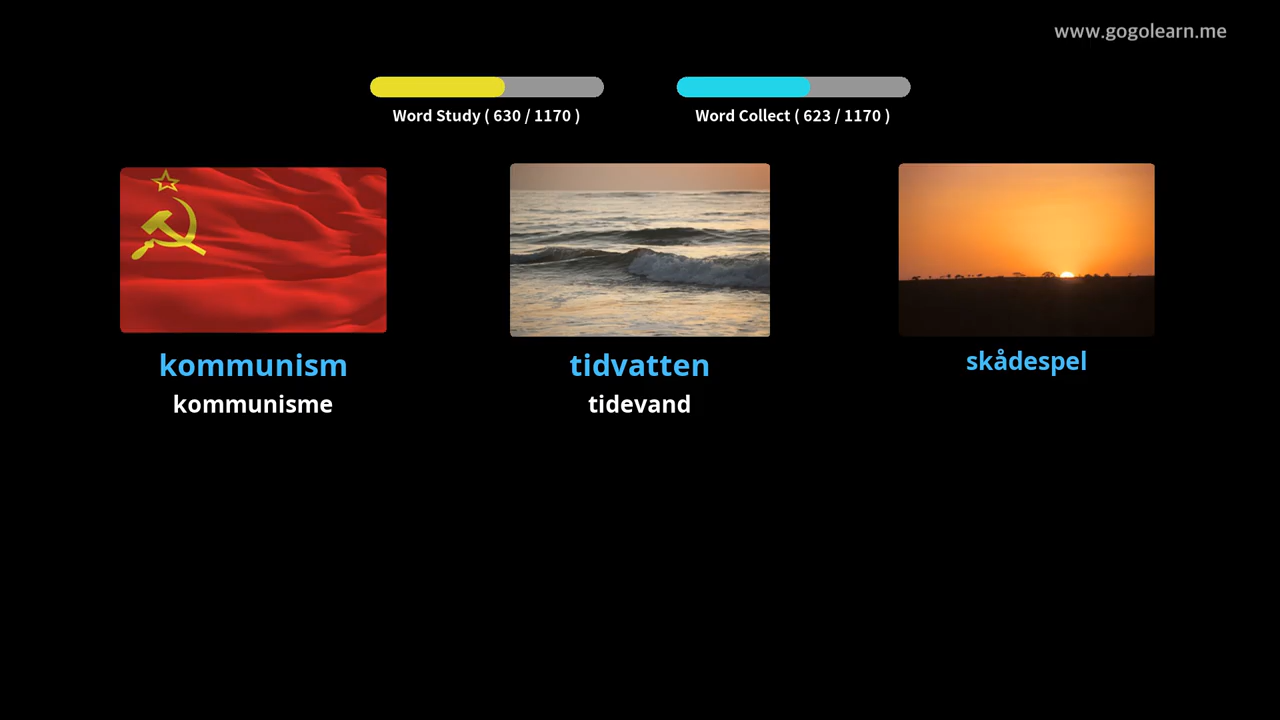 www.gogolearn.me
Word Study ( 630 / 1170 )
Word Collect ( 623 / 1170 )
kommunism
kommunisme
tidvatten
tidevand
skådespel